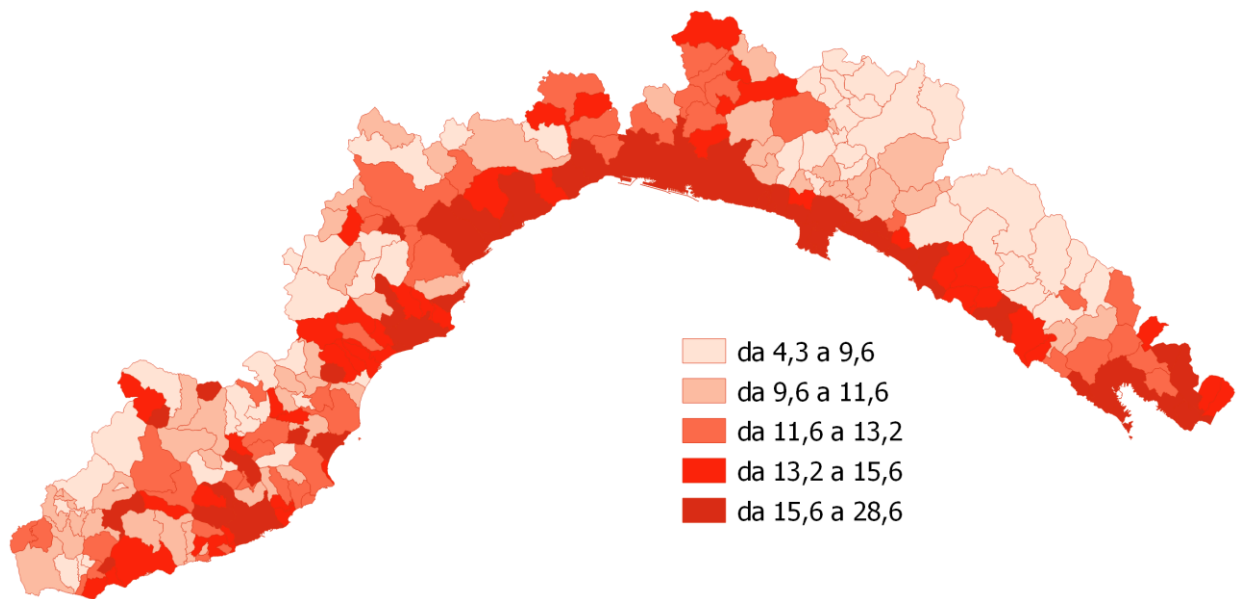 da 4,3 a 9,6
da 9,6 a 11,6
da 11,6 a 13,2
da 13,2 a 15,6
da 15,6 a 28,6